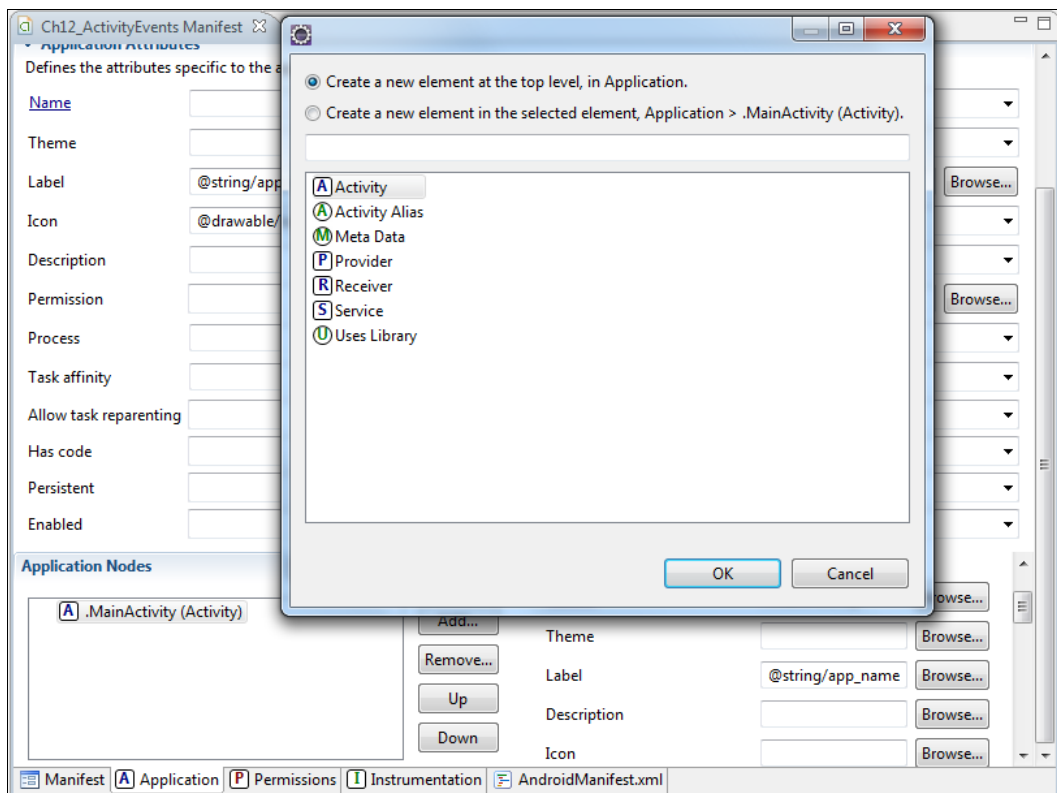 Ch12_ActivityEvents Manifest
Application Attributes
Defines the attributes specific to the a
Name
Theme
Label @string/app Browse...
Icon @drawable/
Description
Permission Browse...
Process
Task affinity
Allow task reparenting
Has code
Persistent
Enabled
Create a new element at the top level, in Application.
Create a new element in the selected element, Application > .MainActivity (Activity).
A Activity
A Activity Alias
M Meta Data
P Provider
R Receiver
S Service
U Uses Library
OK Cancel
Application Nodes
A .MainActivity (Activity)
Add...
Remove...
Up
Down
rowse...
Theme Browse...
Label @string/app_name Browse...
Description Browse...
Icon Browse...
Manifest A Application P Permissions I Instrumentation AndroidManifest.xml